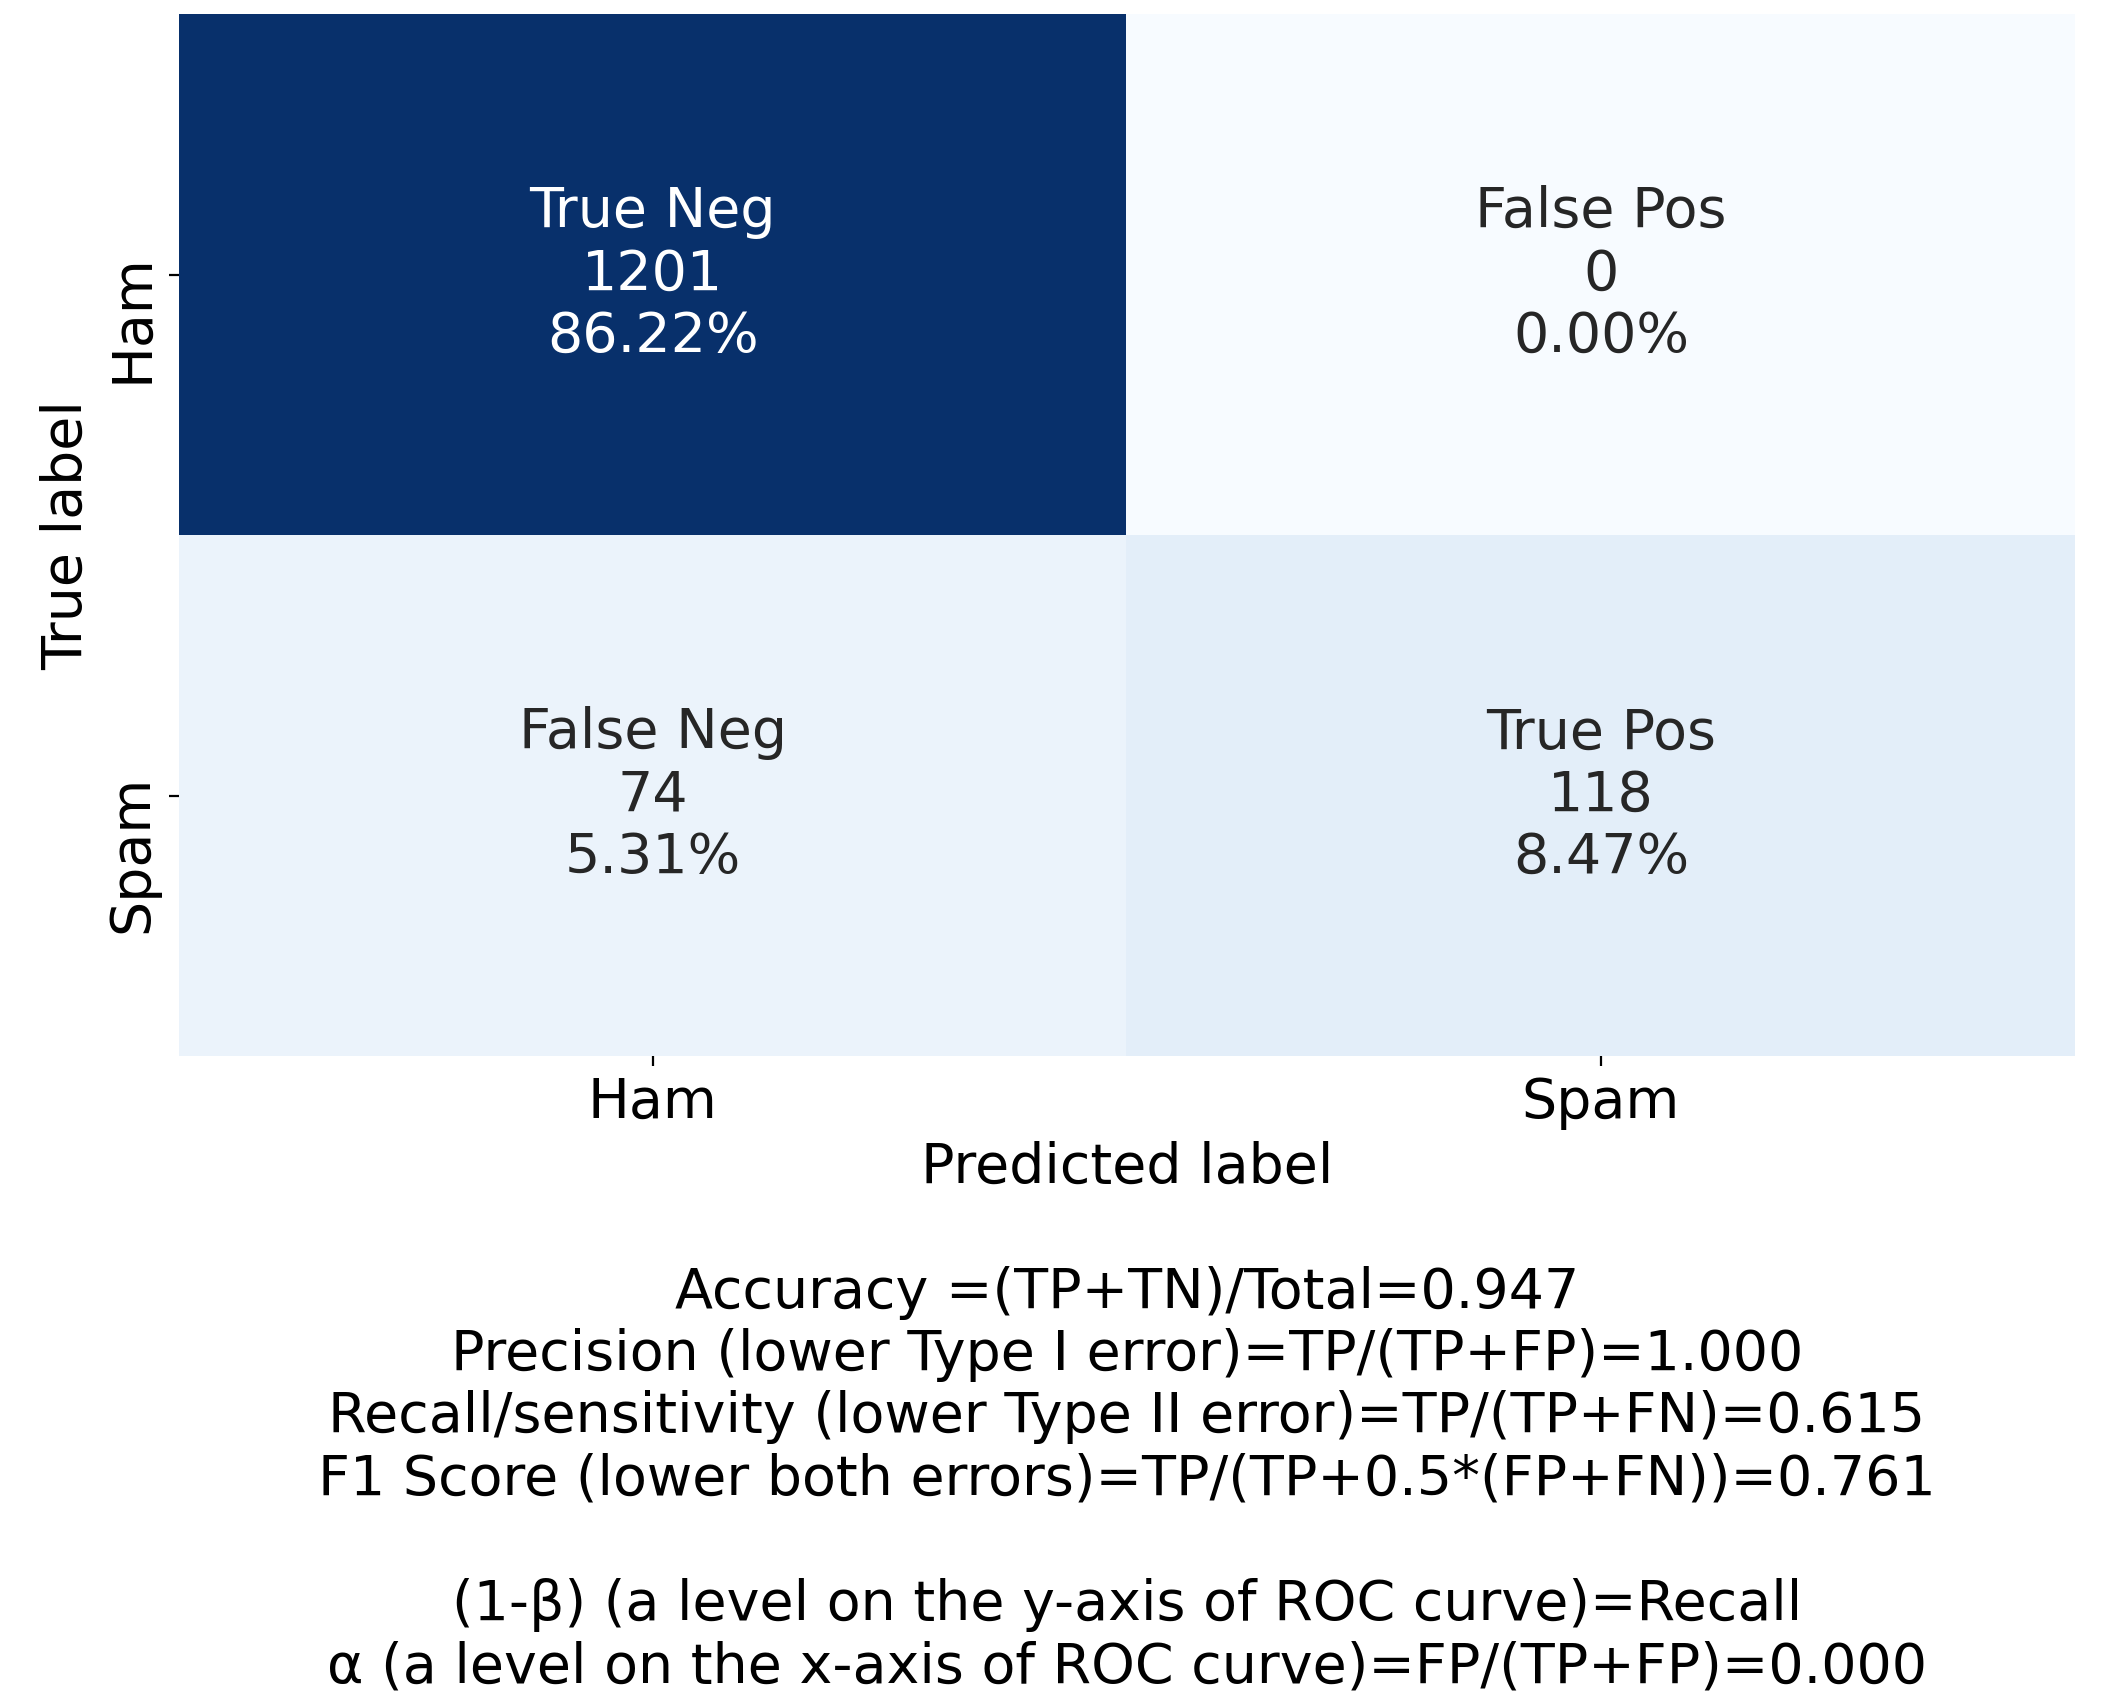 True Neg
1201
86.22%
False Pos
0
0.00%
Ham
True label
False Neg
74
5.31%
True Pos
118
8.47%
Spam
Ham
Spam
Predicted label
Accuracy =(TP+TN)/Total=0.947
Precision (lower Type I error)=TP/(TP+FP)=1.000
Recall/sensitivity (lower Type II error)=TP/(TP+FN)=0.615
F1 Score (lower both errors)=TP/(TP+0.5*(FP+FN))=0.761
(1-β) (a level on the y-axis of ROC curve)=Recall
α (a level on the x-axis of ROC curve)=FP/(TP+FP)=0.000